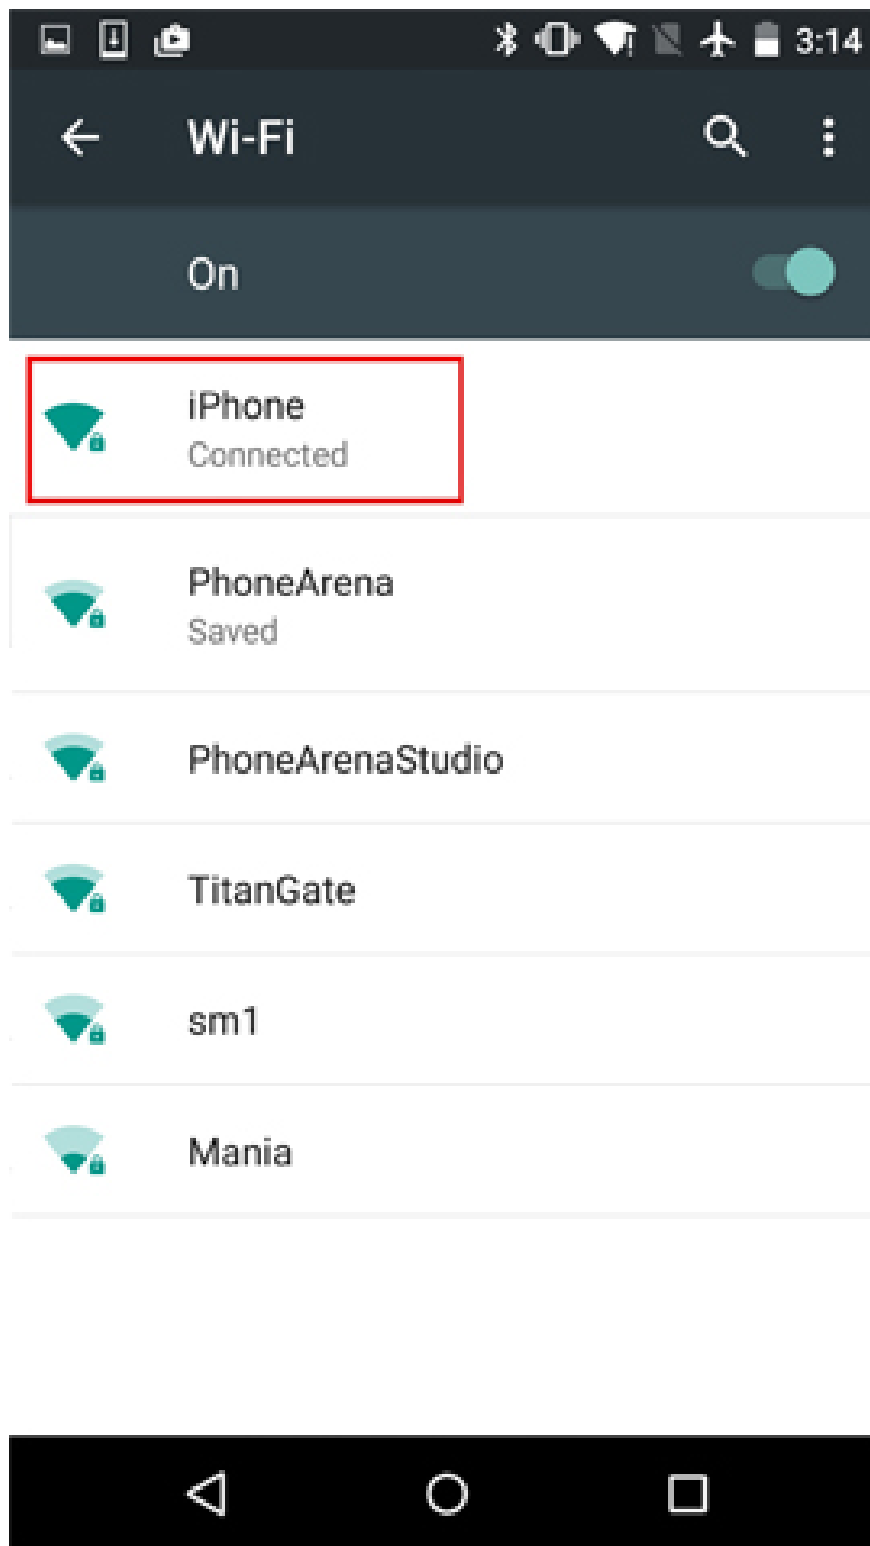 3:14
Wi-Fi
On
iPhone
Connected
PhoneArena
Saved
PhoneArenaStudio
TitanGate
sm1
Mania